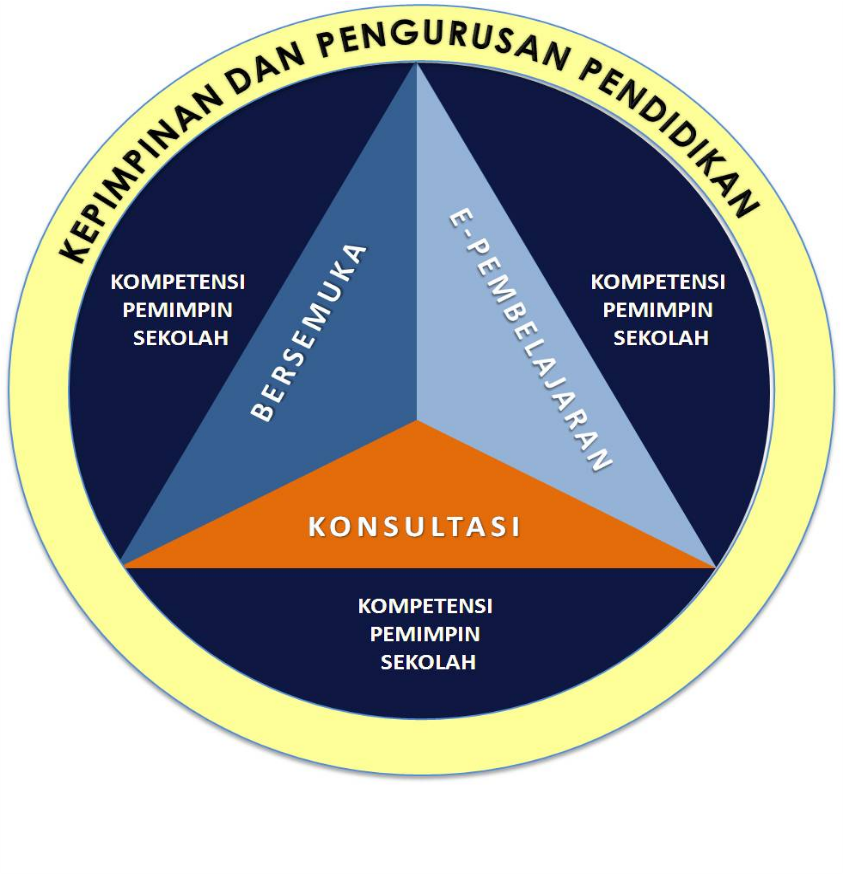 KEPIMPINAN DAN PENGURUSAN PENDIDIKAN
KOMPETENSI
PEMIMPIN
SEKOLAH
BERSEMUKA
E-PEMBELAJARAN
KOMPETENSI
PEMIMPIN
SEKOLAH
KONSULTASI
KOMPETENSI
PEMIMPIN
SEKOLAH